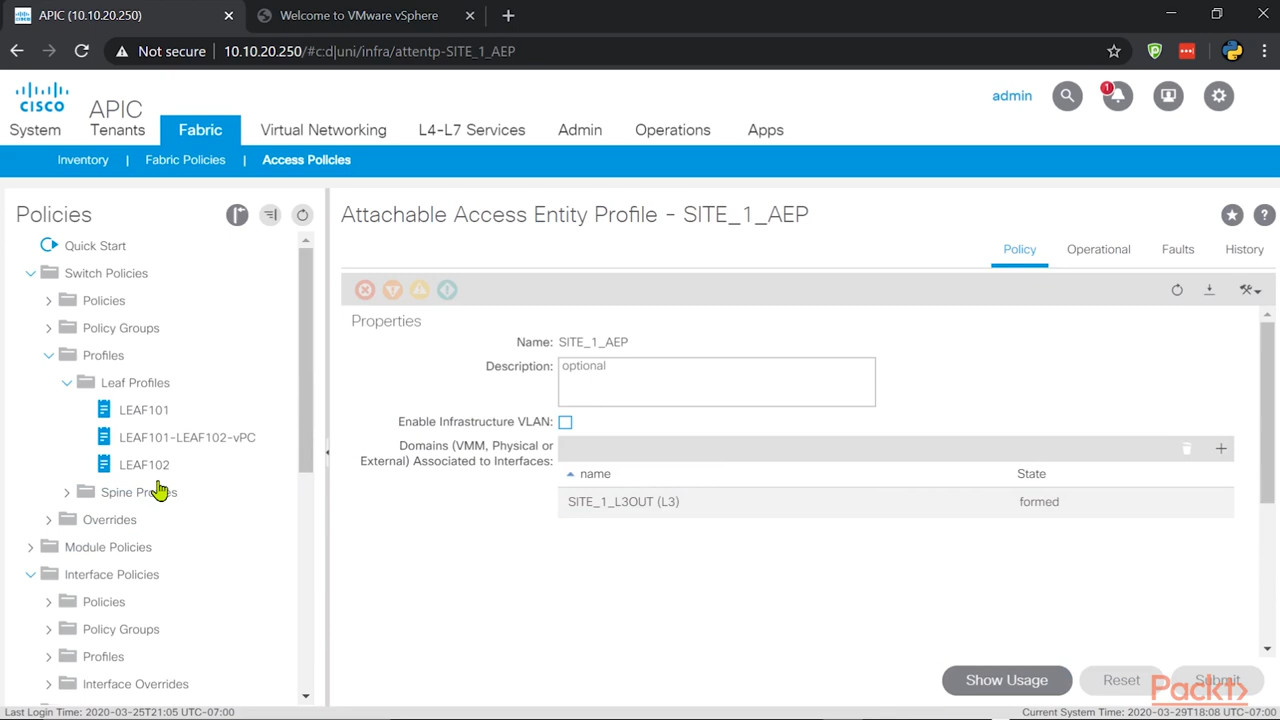 APIC (10.10.20.250)
Welcome to VMware vSphere
Not secure
10.10.20.250/#c:d|uni/infra/attentp-SITE_1_AEP
CISCO
APIC
admin
1
System
Tenants
Fabric
Virtual Networking
L4-L7 Services
Admin
Operations
Apps
Inventory | Fabric Policies | Access Policies
Policies
Quick Start
Switch Policies
Policies
Policy Groups
Profiles
Leaf Profiles
LEAF101
LEAF101-LEAF102-vPC
LEAF102
Overrides
Module Policies
Interface Policies
Policies
Policy Groups
Profiles
Interface Overrides
Attachable Access Entity Profile - SITE_1_AEP
Policy
Operational
Faults
History
Properties
Name: SITE_1_AEP
Description: optional
Enable Infrastructure VLAN:
Domains (VMM, Physical or
External) Associated to Interfaces:
name
State
SITE_1_L3OUT (L3)
formed
Show Usage
Reset
Submit
Packt>
Last Login Time: 2020-03-25T21:05 UTC-07:00
Current System Time: 2020-03-29T18:08 UTC-07:00